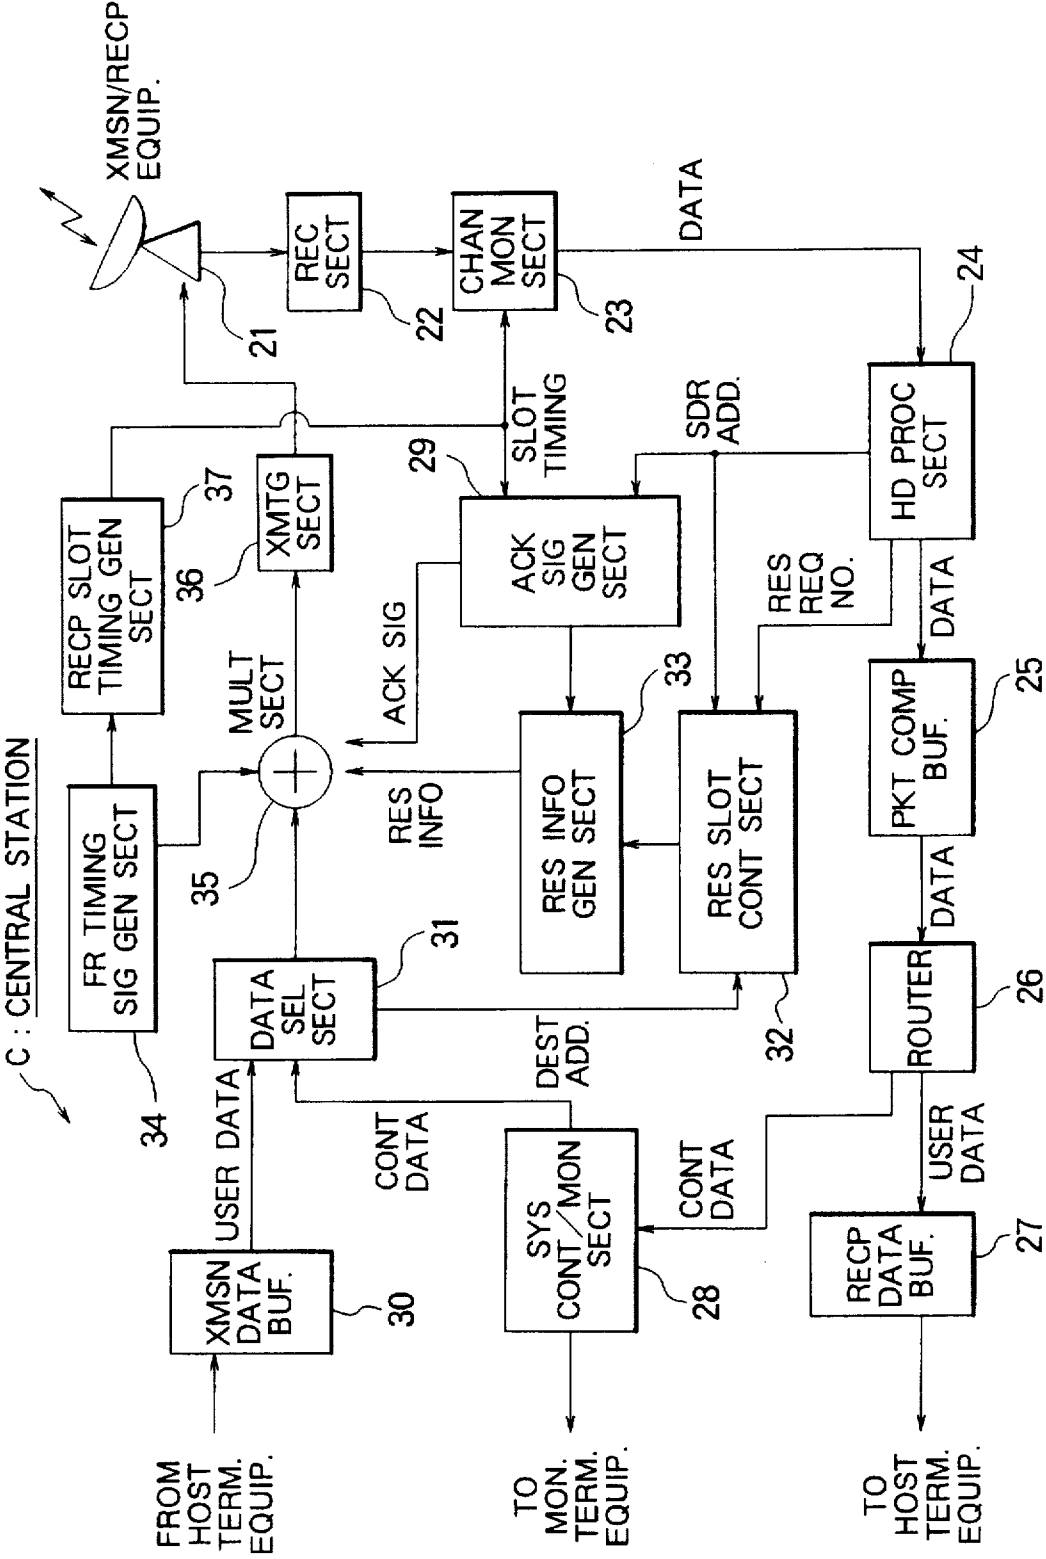 C : CENTRAL STATION
34
FR TIMING
SIG GEN SECT
RECP SLOT
TIMING GEN
SECT
37
XMSN/RECP
EQUIP.
21
FROM
HOST
TERM.
EQUIP.
XMSN
DATA
BUF.
30
USER DATA
DATA
SEL
SECT
31
35
MULT
SECT
36
XMTG
SECT
REC
SECT
22
CONT
DATA
DEST
ADD.
RES
INFO
ACK SIG
29
SLOT
TIMING
CHAN
MON
SECT
23
TO
MON.
TERM.
EQUIP.
SYS
CONT/MON
SECT
28
RES INFO
GEN SECT
33
ACK
SIG
GEN
SECT
CONT
DATA
RES SLOT
CONT SECT
32
RES
REQ
NO.
SDR
ADD.
DATA
TO
HOST
TERM.
EQUIP.
RECP
DATA
BUF.
27
USER
DATA
ROUTER
26
DATA
PKT COMP
BUF.
25
DATA
HD PROC
SECT
24